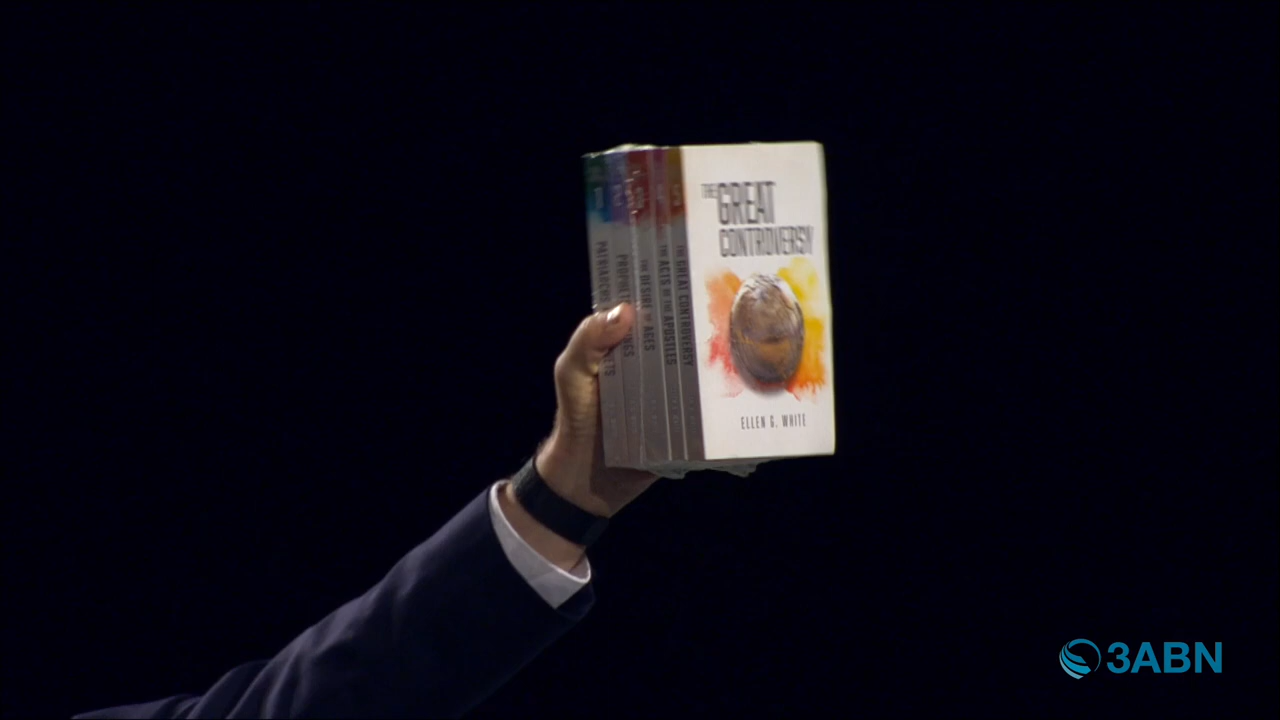 THE GREAT
CONTROVERSY
ELLEN G. WHITE
PATRIARCHS
PROPHETS
THE DESIRE OF AGES
THE ACTS OF THE APOSTLES
THE GREAT CONTROVERSY
3ABN